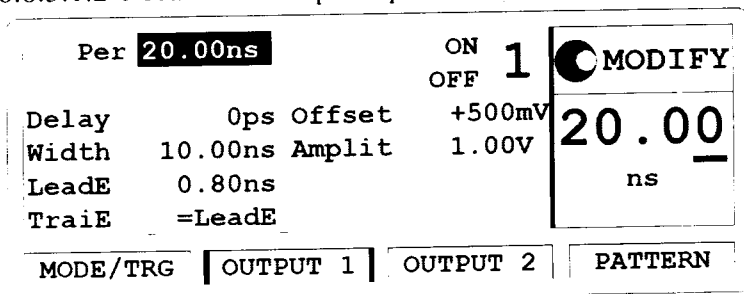 Per 20.00ns
ON
OFF
1
MODIFY
Delay 0ps Offset +500mV
Width 10.00ns Amplit 1.00V
LeadE 0.80ns
TraiE =LeadE
20.00
ns
MODE/TRG OUTPUT 1 OUTPUT 2 PATTERN